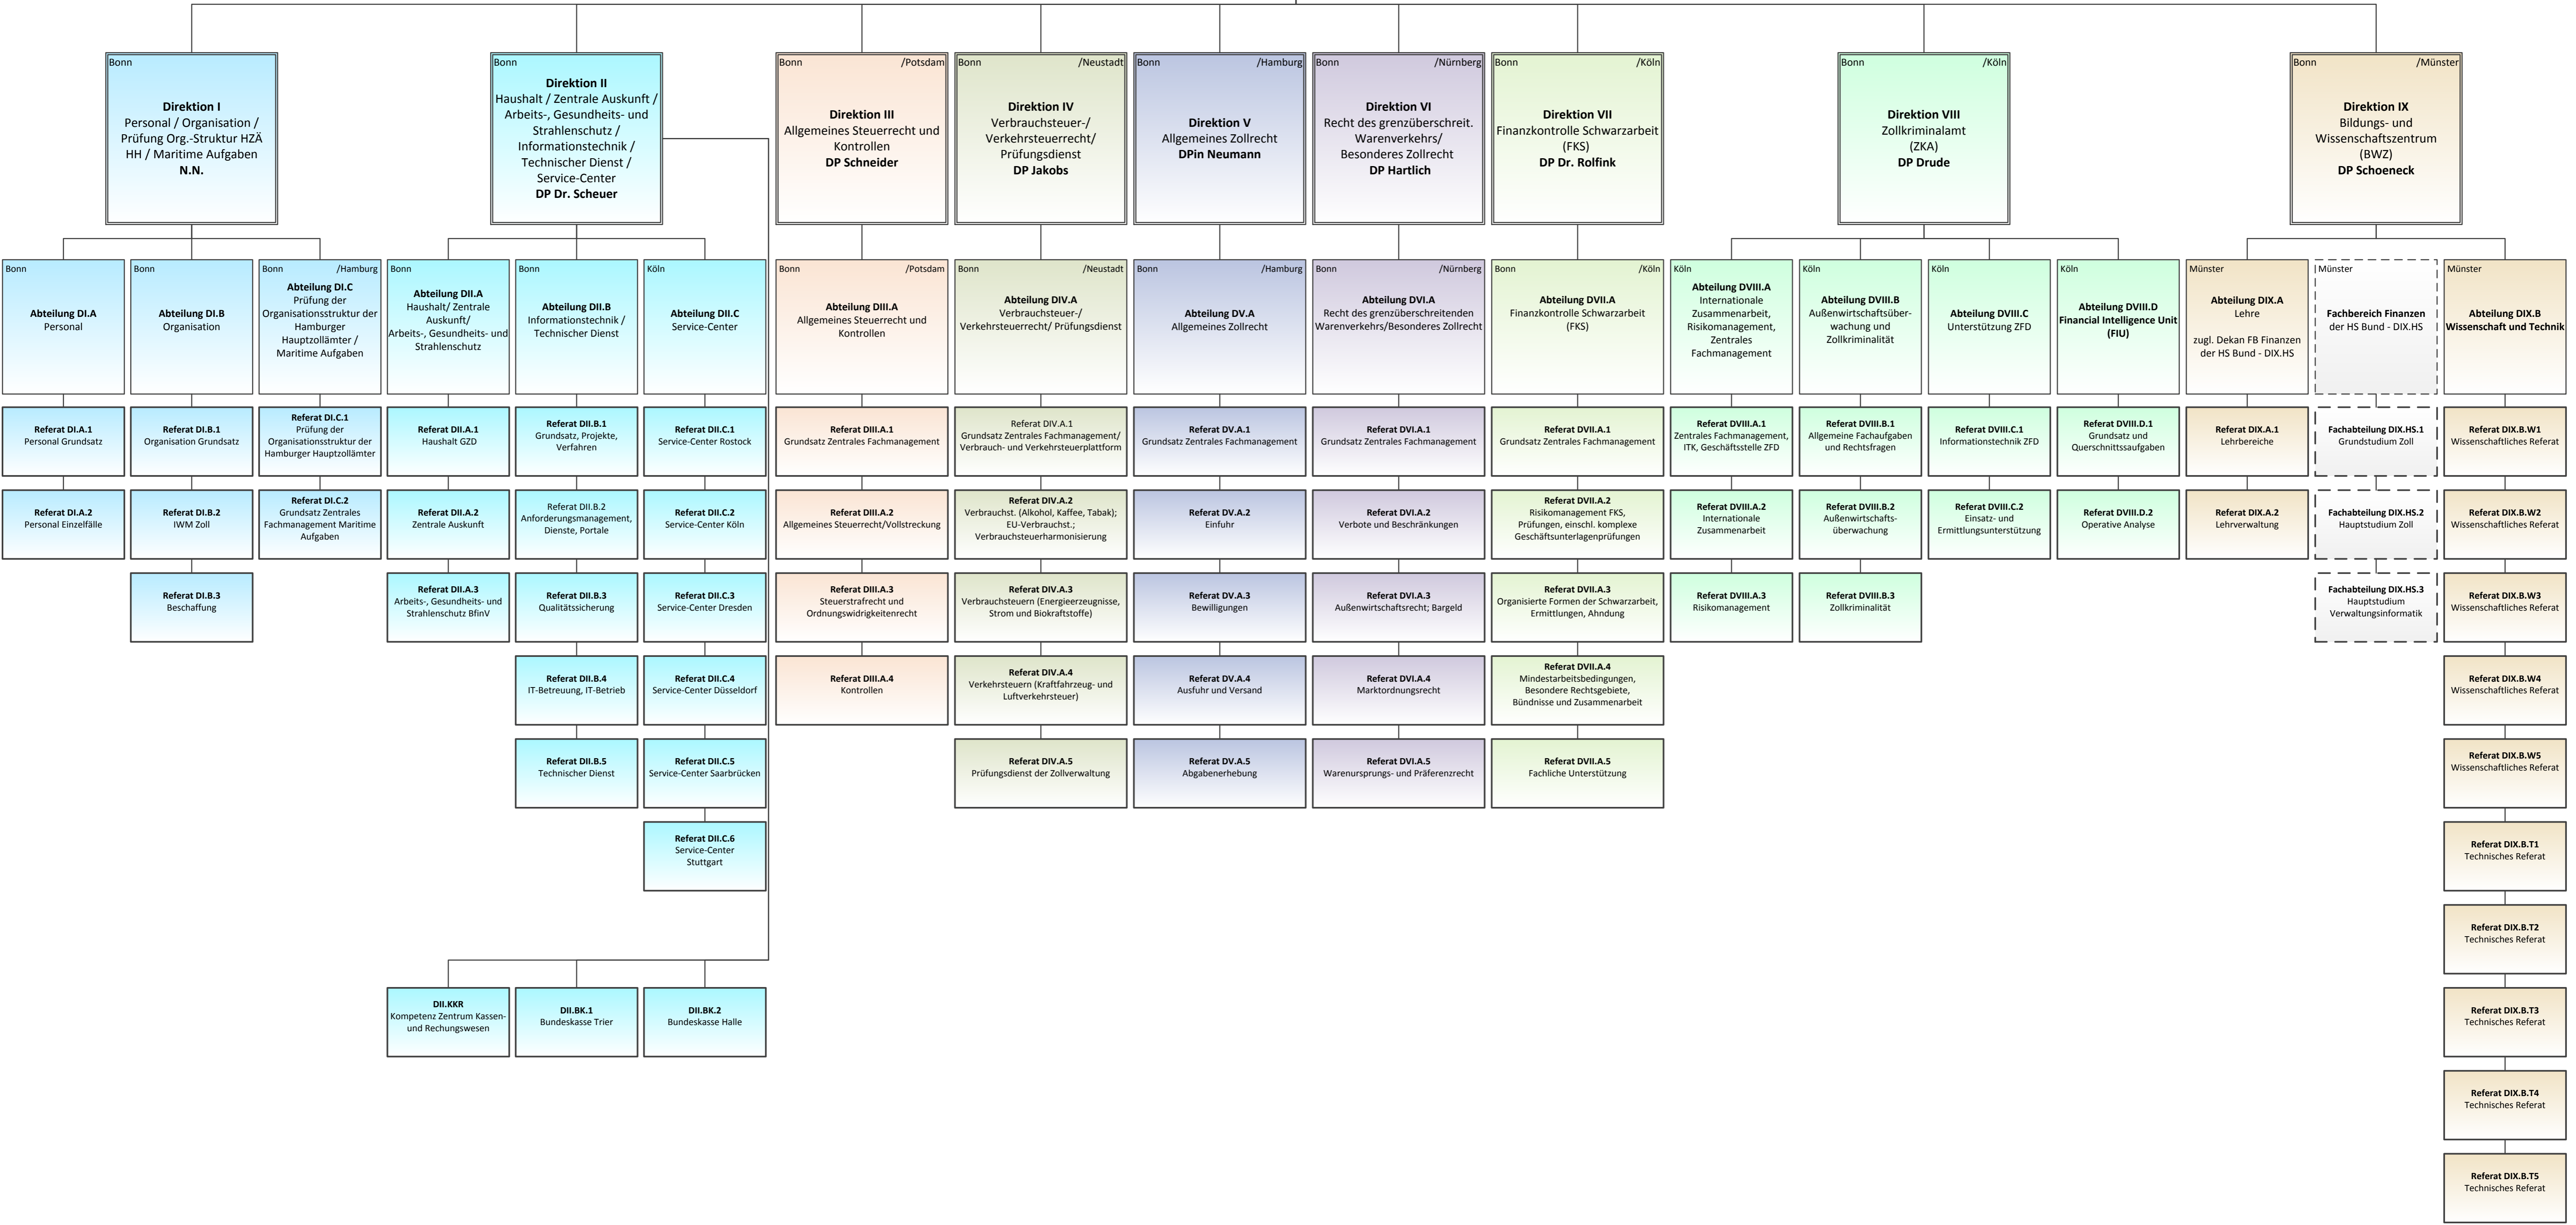 Bonn
Direktion I
Personal / Organisation /
Prüfung Org.-Struktur HZÄ
HH / Maritime Aufgaben
N.N.
Bonn
Direktion II
Haushalt / Zentrale Auskunft /
Arbeits-, Gesundheits- und
Strahlenschutz /
Informationstechnik /
Technischer Dienst /
Service-Center
DP Dr. Scheuer
Bonn /Potsdam
Direktion III
Allgemeines Steuerrecht und
Kontrollen
DP Schneider
Bonn /Neustadt
Direktion IV
Verbrauchsteuer-/
Verkehrsteuerrecht/
Prüfungsdienst
DP Jakobs
Bonn /Hamburg
Direktion V
Allgemeines Zollrecht
DPin Neumann
Bonn /Nürnberg
Direktion VI
Recht des grenzüberschreit.
Warenverkehrs/
Besonderes Zollrecht
DP Hartlich
Bonn /Köln
Direktion VII
Finanzkontrolle Schwarzarbeit
(FKS)
DP Dr. Rolfink
Bonn /Köln
Direktion VIII
Zollkriminalamt
(ZKA)
DP Drude
Bonn /Münster
Direktion IX
Bildungs- und
Wissenschaftszentrum
(BWZ)
DP Schoeneck
Bonn
Abteilung DI.A
Personal
Bonn
Abteilung DI.B
Organisation
Bonn /Hamburg
Abteilung DI.C
Prüfung der
Organisationsstruktur der
Hamburger
Hauptzollämter /
Maritime Aufgaben
Bonn
Abteilung DII.A
Haushalt/ Zentrale
Auskunft/
Arbeits-, Gesundheits- und
Strahlenschutz
Bonn
Abteilung DII.B
Informationstechnik /
Technischer Dienst
Köln
Abteilung DII.C
Service-Center
Bonn /Potsdam
Abteilung DIII.A
Allgemeines Steuerrecht und
Kontrollen
Bonn /Neustadt
Abteilung DIV.A
Verbrauchsteuer-/
Verkehrsteuerrecht/ Prüfungsdienst
Bonn /Hamburg
Abteilung DV.A
Allgemeines Zollrecht
Bonn /Nürnberg
Abteilung DVI.A
Recht des grenzüberschreitenden
Warenverkehrs/Besonderes Zollrecht
Bonn /Köln
Abteilung DVII.A
Finanzkontrolle Schwarzarbeit
(FKS)
Köln
Abteilung DVIII.A
Internationale
Zusammenarbeit,
Risikomanagement,
Zentrales
Fachmanagement
Köln
Abteilung DVIII.B
Außenwirtschaftsüber-
wachung und
Zollkriminalität
Köln
Abteilung DVIII.C
Unterstützung ZFD
Köln
Abteilung DVIII.D
Financial Intelligence Unit
(FIU)
Münster
Abteilung DIX.A
Lehre
zugl. Dekan FB Finanzen
der HS Bund - DIX.HS
Münster
Fachbereich Finanzen
der HS Bund - DIX.HS
Münster
Abteilung DIX.B
Wissenschaft und Technik
Referat DI.A.1
Personal Grundsatz
Referat DI.B.1
Organisation Grundsatz
Referat DI.C.1
Prüfung der
Organisationsstruktur der
Hamburger Hauptzollämter
Referat DII.A.1
Haushalt GZD
Referat DII.B.1
Grundsatz, Projekte,
Verfahren
Referat DII.C.1
Service-Center Rostock
Referat DIII.A.1
Grundsatz Zentrales Fachmanagement
Referat DIV.A.1
Grundsatz Zentrales Fachmanagement/
Verbrauch- und Verkehrsteuerplattform
Referat DV.A.1
Grundsatz Zentrales Fachmanagement
Referat DVI.A.1
Grundsatz Zentrales Fachmanagement
Referat DVII.A.1
Grundsatz Zentrales Fachmanagement
Referat DVIII.A.1
Zentrales Fachmanagement,
ITK, Geschäftsstelle ZFD
Referat DVIII.B.1
Allgemeine Fachaufgaben
und Rechtsfragen
Referat DVIII.C.1
Informationstechnik ZFD
Referat DVIII.D.1
Grundsatz und
Querschnittssaufgaben
Referat DIX.A.1
Lehrbereiche
Fachabteilung DIX.HS.1
Grundstudium Zoll
Referat DIX.B.W1
Wissenschaftliches Referat
Referat DI.A.2
Personal Einzelfälle
Referat DI.B.2
IWM Zoll
Referat DI.C.2
Grundsatz Zentrales
Fachmanagement Maritime
Aufgaben
Referat DII.A.2
Zentrale Auskunft
Referat DII.B.2
Anforderungsmanagement,
Dienste, Portale
Referat DII.C.2
Service-Center Köln
Referat DIII.A.2
Allgemeines Steuerrecht/Vollstreckung
Referat DIV.A.2
Verbrauchst. (Alkohol, Kaffee, Tabak);
EU-Verbrauchst.;
Verbrauchsteuerharmonisierung
Referat DV.A.2
Einfuhr
Referat DVI.A.2
Verbote und Beschränkungen
Referat DVII.A.2
Risikomanagement FKS,
Prüfungen, einschl. komplexe
Geschäftsunterlagenprüfungen
Referat DVIII.A.2
Internationale
Zusammenarbeit
Referat DVIII.B.2
Außenwirtschafts-
überwachung
Referat DVIII.C.2
Einsatz- und
Ermittlungsunterstützung
Referat DVIII.D.2
Operative Analyse
Referat DIX.A.2
Lehrverwaltung
Fachabteilung DIX.HS.2
Hauptstudium Zoll
Referat DIX.B.W2
Wissenschaftliches Referat
Referat DI.B.3
Beschaffung
Referat DII.A.3
Arbeits-, Gesundheits- und
Strahlenschutz BfinV
Referat DII.B.3
Qualitätssicherung
Referat DII.C.3
Service-Center Dresden
Referat DIII.A.3
Steuerstrafrecht und
Ordnungswidrigkeitenrecht
Referat DIV.A.3
Verbrauchsteuern (Energieerzeugnisse,
Strom und Biokraftstoffe)
Referat DV.A.3
Bewilligungen
Referat DVI.A.3
Außenwirtschaftsrecht; Bargeld
Referat DVII.A.3
Organisierte Formen der Schwarzarbeit,
Ermittlungen, Ahndung
Referat DVIII.A.3
Risikomanagement
Referat DVIII.B.3
Zollkriminalität
Fachabteilung DIX.HS.3
Hauptstudium
Verwaltungsinformatik
Referat DIX.B.W3
Wissenschaftliches Referat
Referat DII.B.4
IT-Betreuung, IT-Betrieb
Referat DII.C.4
Service-Center Düsseldorf
Referat DIII.A.4
Kontrollen
Referat DIV.A.4
Verkehrsteuern (Kraftfahrzeug- und
Luftverkehrsteuer)
Referat DV.A.4
Ausfuhr und Versand
Referat DVI.A.4
Marktordnungsrecht
Referat DVII.A.4
Mindestarbeitsbedingungen,
Besondere Rechtsgebiete,
Bündnisse und Zusammenarbeit
Referat DIX.B.W4
Wissenschaftliches Referat
Referat DII.B.5
Technischer Dienst
Referat DII.C.5
Service-Center Saarbrücken
Referat DIV.A.5
Prüfungsdienst der Zollverwaltung
Referat DV.A.5
Abgabenerhebung
Referat DVI.A.5
Warenursprungs- und Präferenzrecht
Referat DVII.A.5
Fachliche Unterstützung
Referat DIX.B.W5
Wissenschaftliches Referat
Referat DII.C.6
Service-Center
Stuttgart
Referat DIX.B.T1
Technisches Referat
Referat DIX.B.T2
Technisches Referat
DII.KKR
Kompetenz Zentrum Kassen-
und Rechungswesen
DII.BK.1
Bundeskasse Trier
DII.BK.2
Bundeskasse Halle
Referat DIX.B.T3
Technisches Referat
Referat DIX.B.T4
Technisches Referat
Referat DIX.B.T5
Technisches Referat